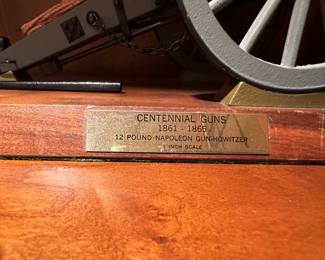 CENTENNIAL GUNS
1861 - 1865
12 POUND NAPOLEON GUN-HOWITZER
1 INCH SCALE